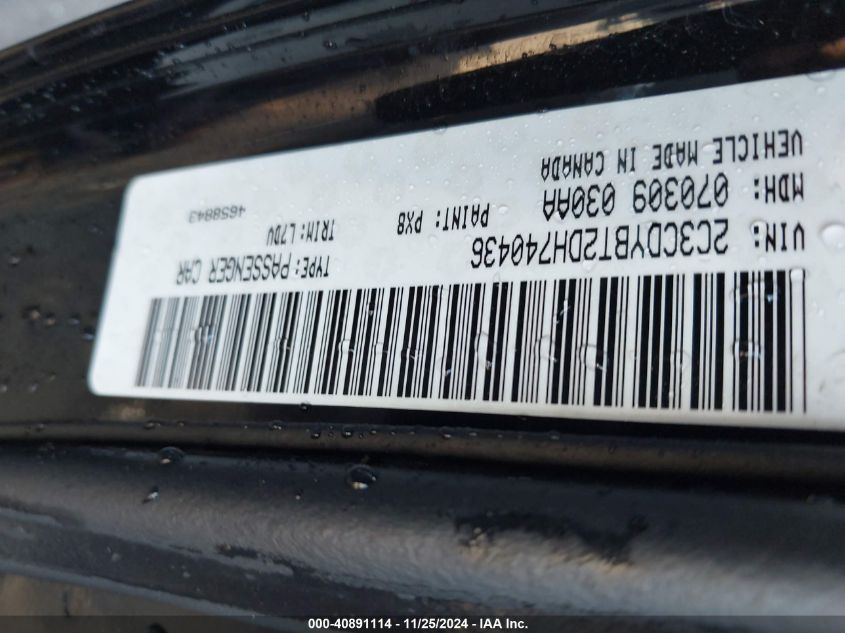 4658843
TYPE: PASSENGER CAR
TRIM: L7DV
PAINT: PX8
VIN: 2C3CDYBT2DH740436
MDH: 070309 030AA
VEHICLE MADE IN CANADA
000-40891114 - 11/25/2024 - IAA Inc.